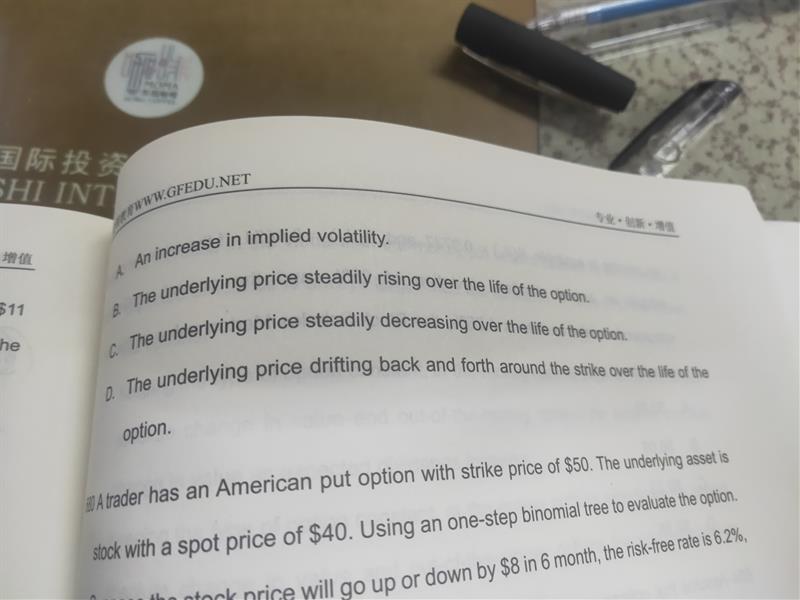 国际投资
SHI INT
增值
$11
he
WWW.GFEDU.NET
专业·创新·增值
A. An increase in implied volatility.
B. The underlying price steadily rising over the life of the option.
C. The underlying price steadily decreasing over the life of the option.
D. The underlying price drifting back and forth around the strike over the life of the
option.
A trader has an American put option with strike price of $50. The underlying asset is
stock with a spot price of $40. Using an one-step binomial tree to evaluate the option.
the stock price will go up or down by $8 in 6 month, the risk-free rate is 6.2%,